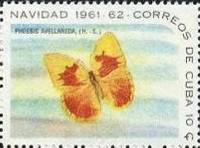 NAVIDAD 1961-62-CORREOS
DE CUBA 10 ¢
PHOEBIS AVELLANEDA, (H.-S.)